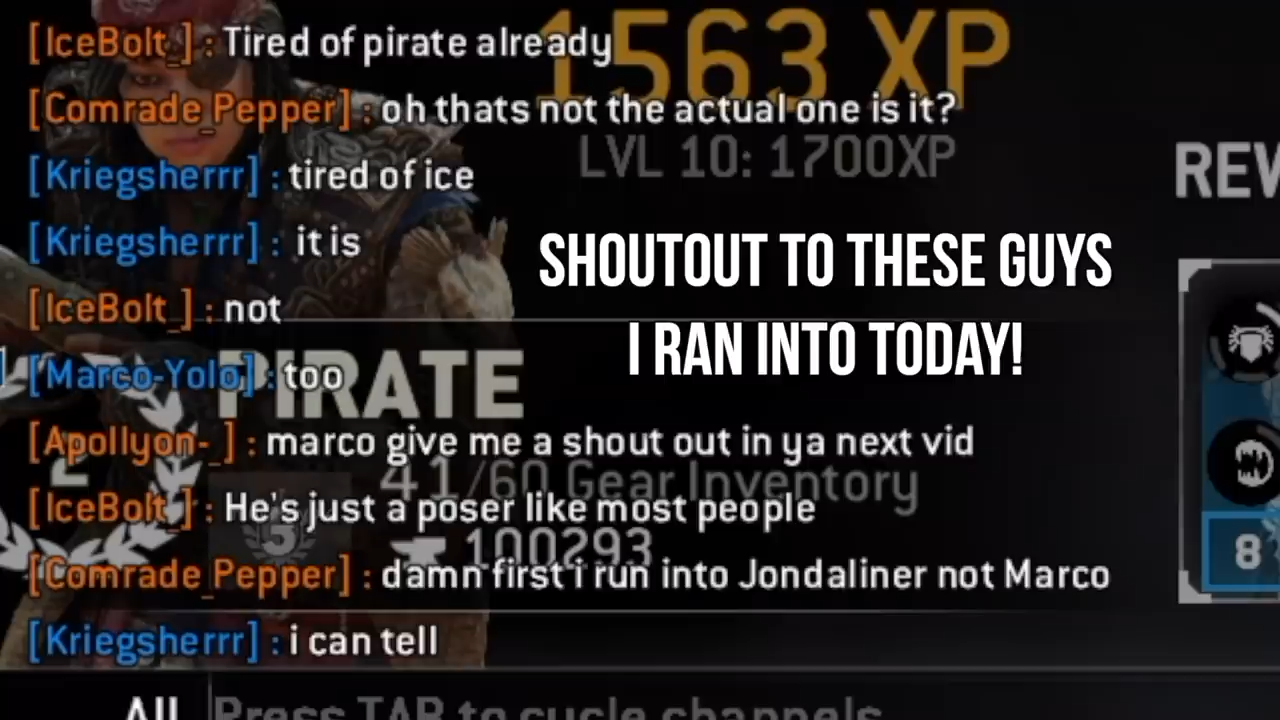 [IceBolt_] : Tired of pirate already
1563 XP
[Comrade_Pepper] : oh thats not the actual one is it?
LVL 10: 1700XP
[Kriegsherrr] : tired of ice
[Kriegsherrr] : it is
SHOUTOUT TO THESE GUYS
I RAN INTO TODAY!
[IceBolt_] : not
[Marco-Yolo] : too
PIRATE
[Apollyon-_] : marco give me a shout out in ya next vid
41/60 Gear Inventory
[IceBolt_] : He's just a poser like most people
5
100293
[Comrade_Pepper] : damn first i run into Jondaliner not Marco
8
[Kriegsherrr] : i can tell
All Press TAB to cycle channels